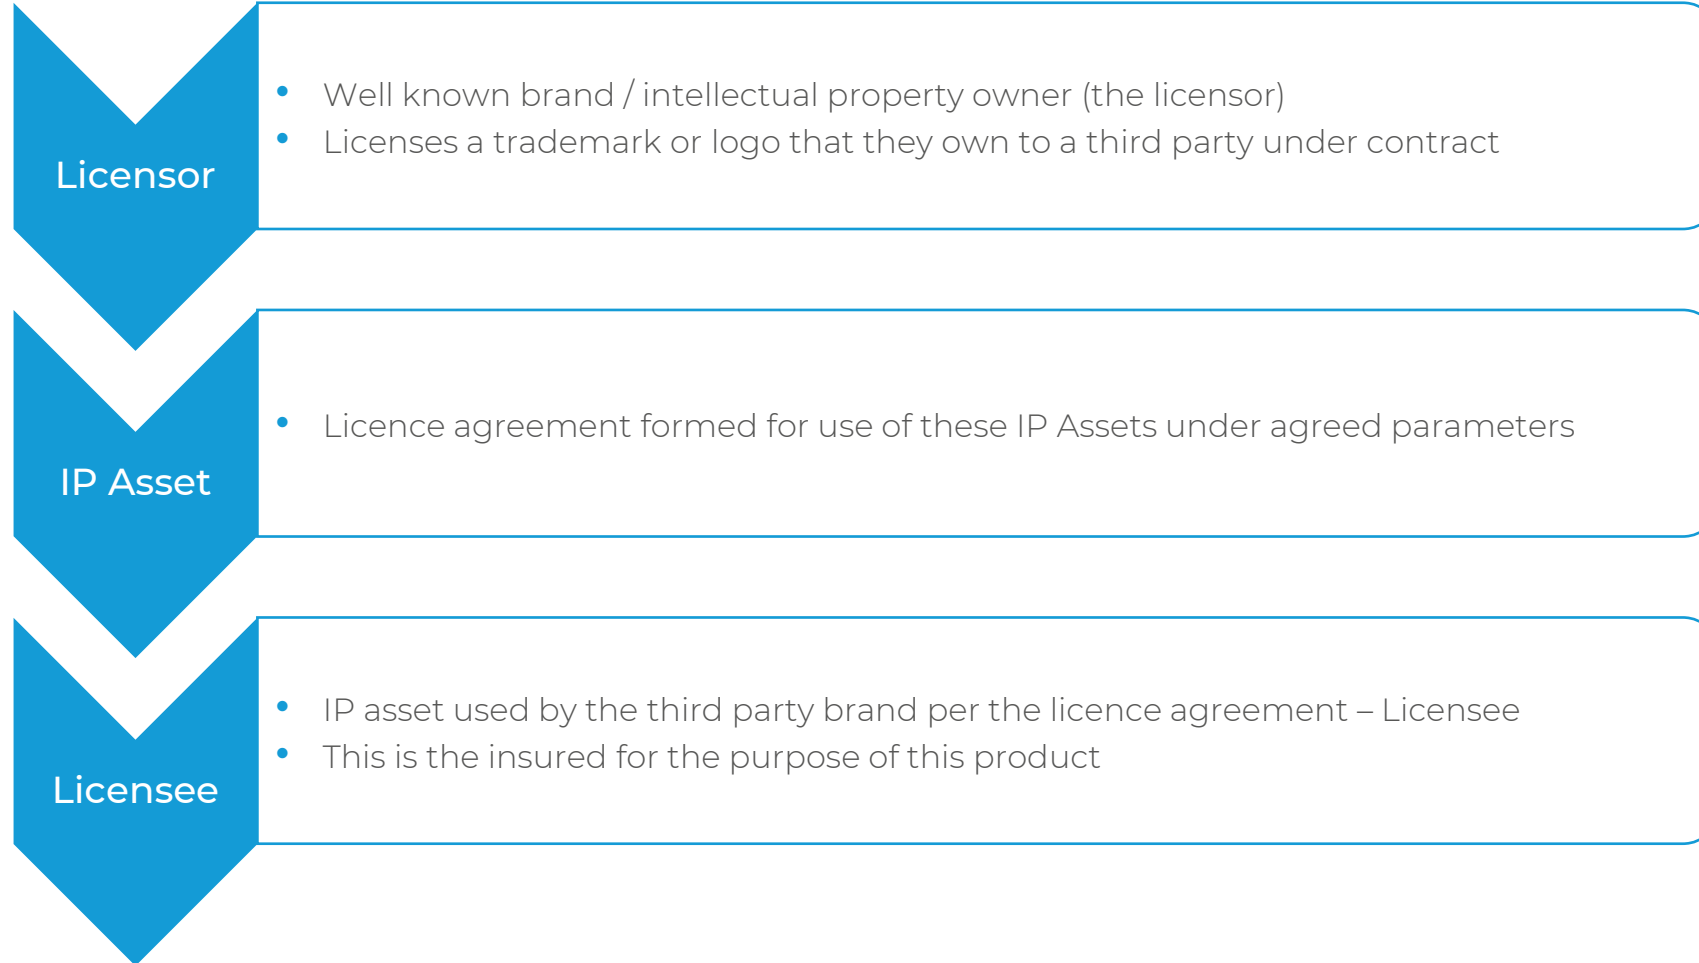 Licensor
• Well known brand / intellectual property owner (the licensor)
• Licenses a trademark or logo that they own to a third party under contract
IP Asset
• Licence agreement formed for use of these IP Assets under agreed parameters
Licensee
• IP asset used by the third party brand per the licence agreement – Licensee
• This is the insured for the purpose of this product